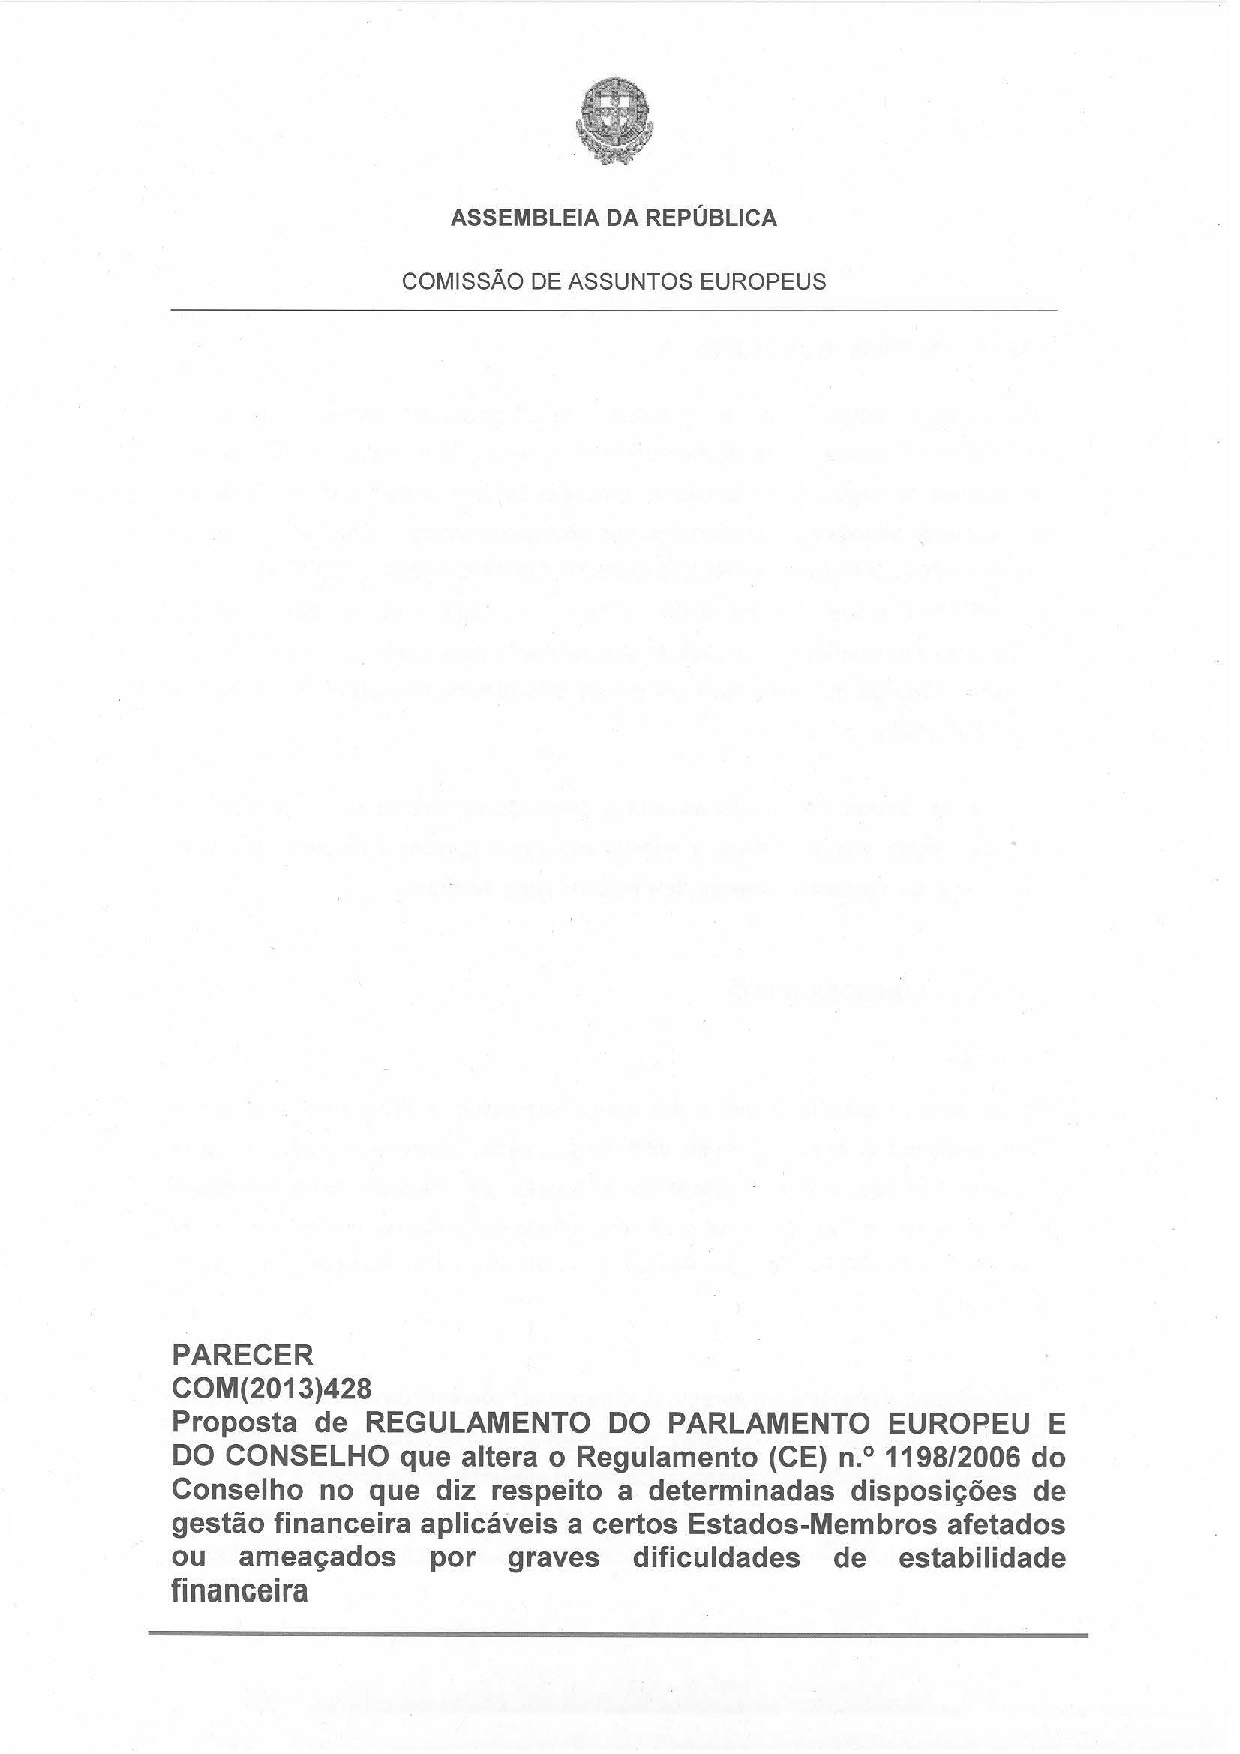 ASSEMBLEIA DA REPÚBLICA
COMISSÃO DE ASSUNTOS EUROPEUS
PARECER
COM(2013)428
Proposta de REGULAMENTO DO PARLAMENTO EUROPEU E
DO CONSELHO que altera o Regulamento (CE) n.º 1198/2006 do
Conselho no que diz respeito a determinadas disposições de
gestão financeira aplicáveis a certos Estados-Membros afetados
ou ameaçados por graves dificuldades de estabilidade
financeira